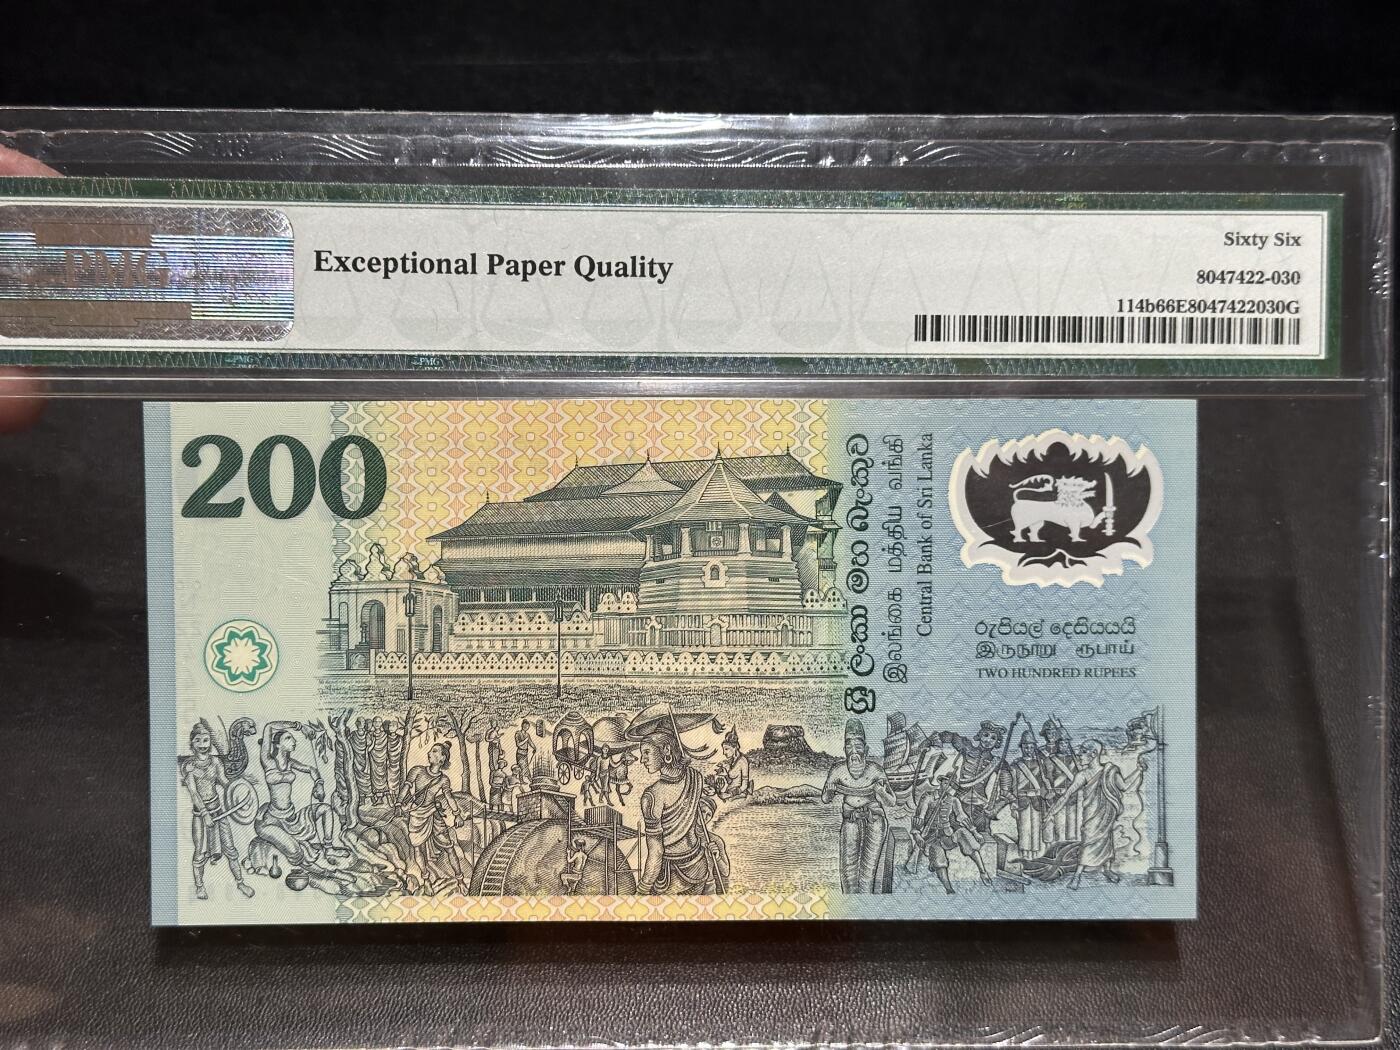 PMG
Exceptional Paper Quality
Sixty Six
8047422-030
114b66E8047422030G
200
ශ්‍රී ලංකා මහ බැංකුව
இலங்கை மத்திய வங்கி
Central Bank of Sri Lanka
රුපියල් දෙසියයයි
இருநூறு ரூபாய்
TWO HUNDRED RUPEES